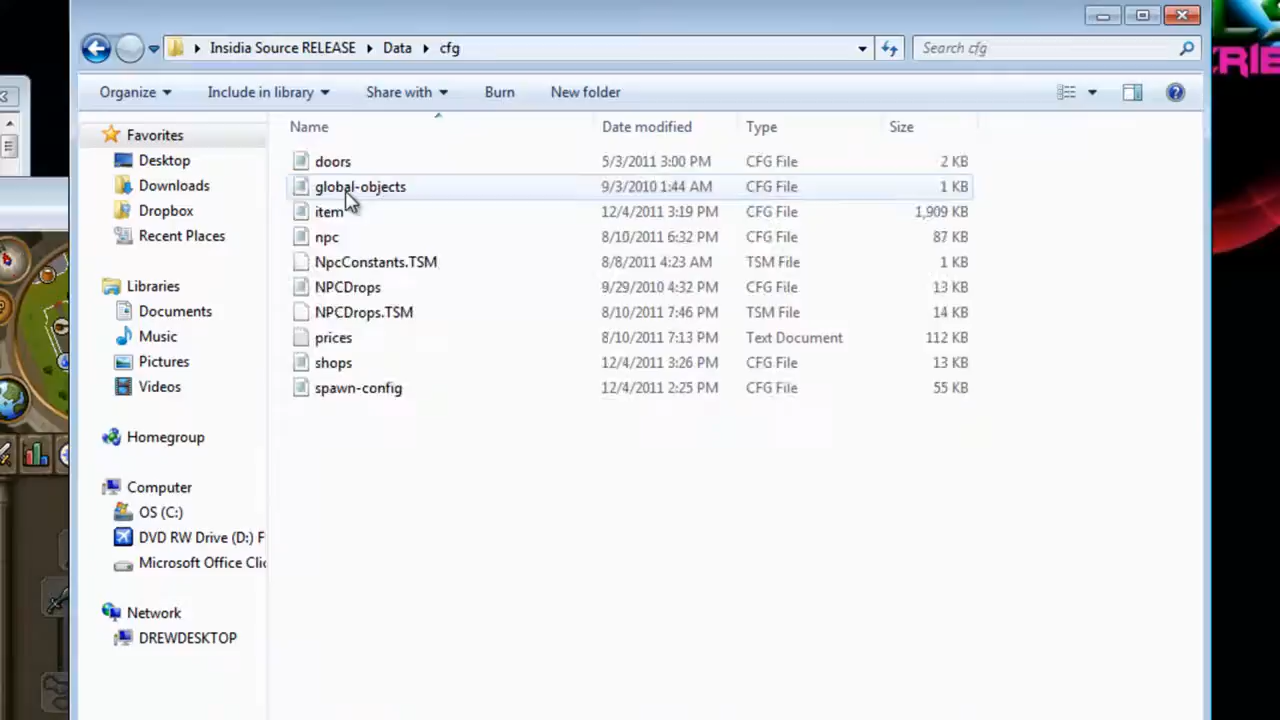 Insidia Source RELEASE Data cfg Search cfg
Organize Include in library Share with Burn New folder
Name Date modified Type Size
Favorites
Desktop
Downloads
Dropbox
Recent Places
Libraries
Documents
Music
Pictures
Videos
Homegroup
Computer
OS (C:)
DVD RW Drive (D:) F
Microsoft Office Clic
Network
DREWDESKTOP
doors 5/3/2011 3:00 PM CFG File 2 KB
global-objects 9/3/2010 1:44 AM CFG File 1 KB
item 12/4/2011 3:19 PM CFG File 1,909 KB
npc 8/10/2011 6:32 PM CFG File 87 KB
NpcConstants.TSM 8/8/2011 4:23 AM TSM File 1 KB
NPCDrops 9/29/2010 4:32 PM CFG File 13 KB
NPCDrops.TSM 8/10/2011 7:46 PM TSM File 14 KB
prices 8/10/2011 7:13 PM Text Document 112 KB
shops 12/4/2011 3:26 PM CFG File 13 KB
spawn-config 12/4/2011 2:25 PM CFG File 55 KB